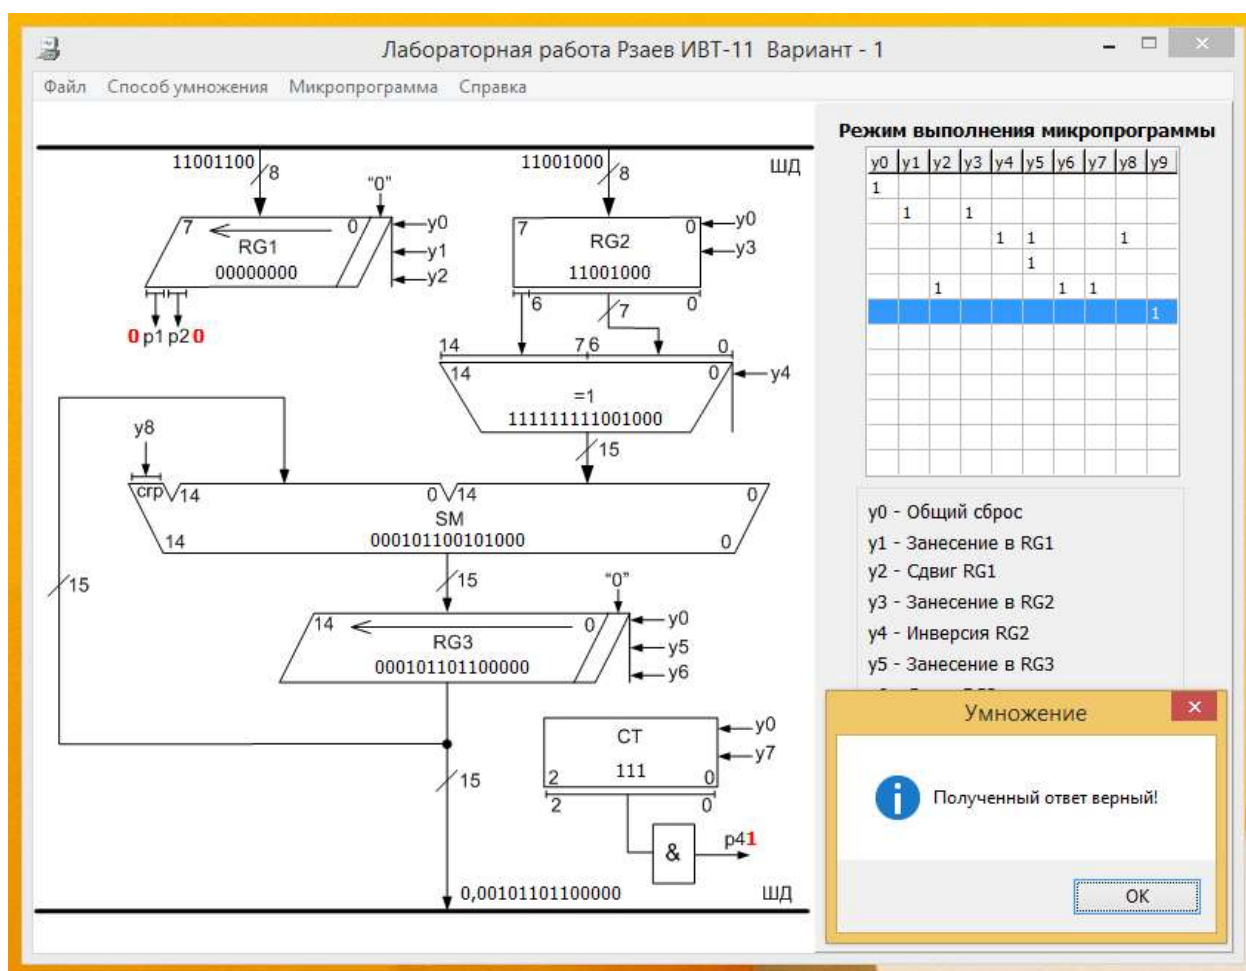 Лабораторная работа Рзаев ИВТ-11 Вариант - 1
Файл Способ умножения Микропрограмма Справка
11001100 8 11001000 8 ШД
"0"
7 0 y0 7 0 y0
RG1 y1 RG2 y3
00000000 y2 11001000
6 7 0
0 p1 p2 0
14 7,6 0
14 0 y4
=1
111111111001000
15
y8
сгр 14 0 14 0
SM
14 000101100101000 0
15 15 "0"
14 0 y0
RG3 y5
000101101100000 y6
CT y0
2 111 0 y7
15 2 0
& p4 1
0,00101101100000 ШД
Режим выполнения микропрограммы
y0 y1 y2 y3 y4 y5 y6 y7 y8 y9
1
1 1
1 1 1
1
1 1 1
1
y0 - Общий сброс
y1 - Занесение в RG1
y2 - Сдвиг RG1
y3 - Занесение в RG2
y4 - Инверсия RG2
y5 - Занесение в RG3
Умножение
Полученный ответ верный!
OK